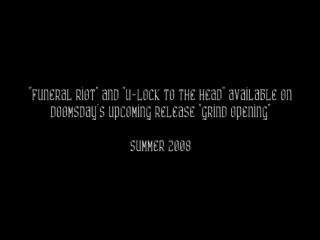 "FUNERAL RIOT" AND "U-LOCK TO THE HEAD" AVAILABLE ON
DOOMSDAY'S UPCOMING RELEASE "GRIND OPENING"
SUMMER 2008